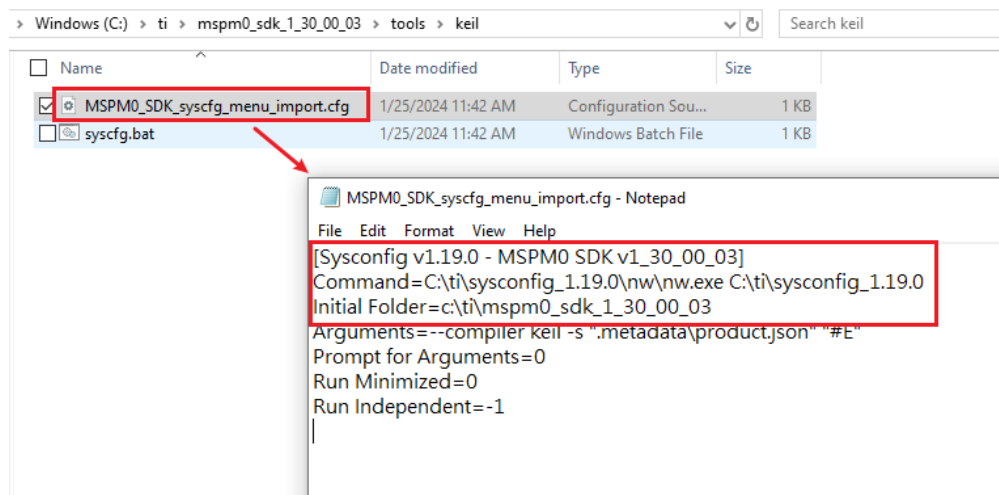 Windows (C:) > ti > mspm0_sdk_1_30_00_03 > tools > keil
Search keil
Name Date modified Type Size
MSPM0_SDK_syscfg_menu_import.cfg 1/25/2024 11:42 AM Configuration Sou... 1 KB
syscfg.bat 1/25/2024 11:42 AM Windows Batch File 1 KB
MSPM0_SDK_syscfg_menu_import.cfg - Notepad
File Edit Format View Help
[Sysconfig v1.19.0 - MSPM0 SDK v1_30_00_03]
Command=C:\ti\sysconfig_1.19.0\nw\nw.exe C:\ti\sysconfig_1.19.0
Initial Folder=c:\ti\mspm0_sdk_1_30_00_03
Arguments=--compiler keil -s ".metadata\product.json" "#E"
Prompt for Arguments=0
Run Minimized=0
Run Independent=-1